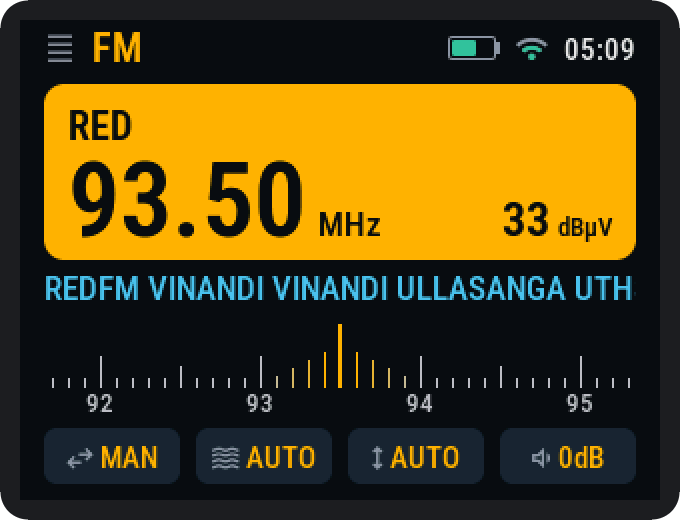 FM 05:09
RED
93.50 MHz 33 dBµV
REDFM VINANDI VINANDI ULLASANGA UTH
92 93 94 95
MAN AUTO AUTO 0dB